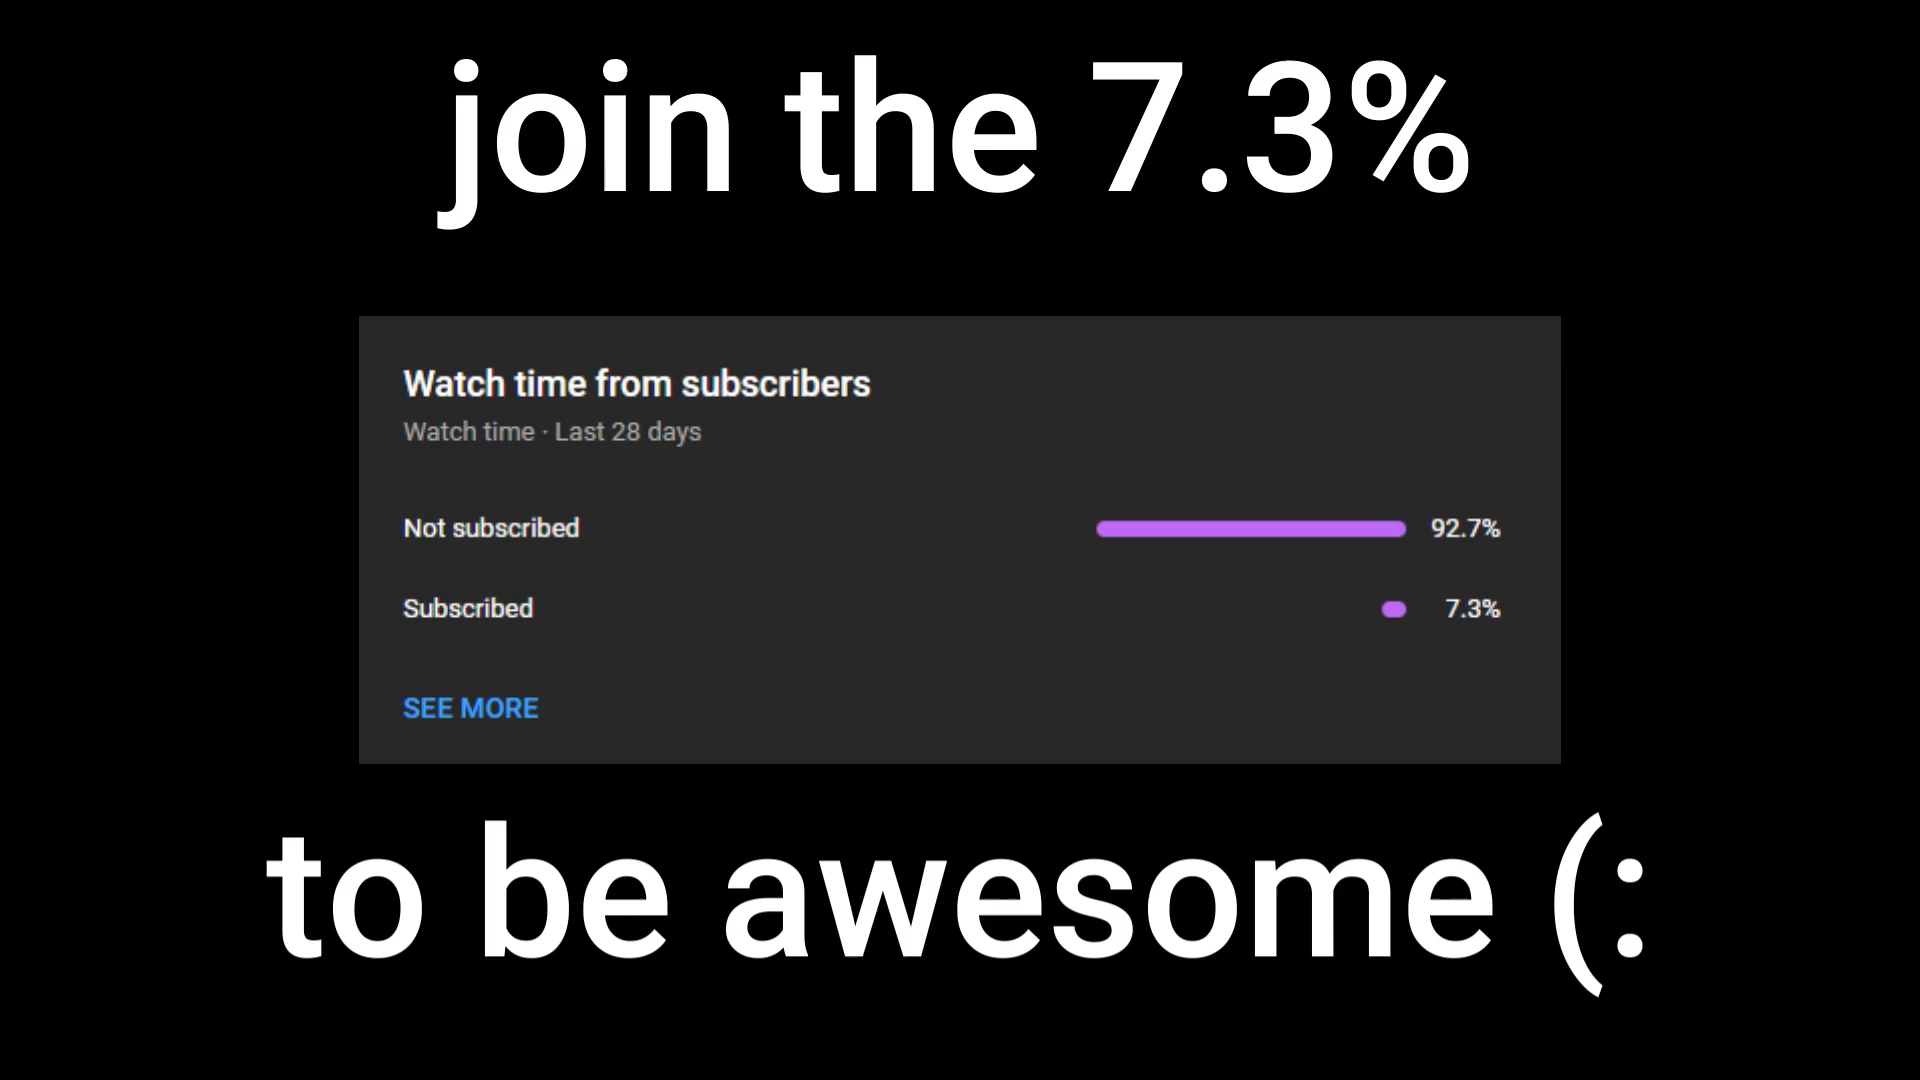 join the 7.3%
Watch time from subscribers
Watch time · Last 28 days
Not subscribed 92.7%
Subscribed 7.3%
SEE MORE
to be awesome (: